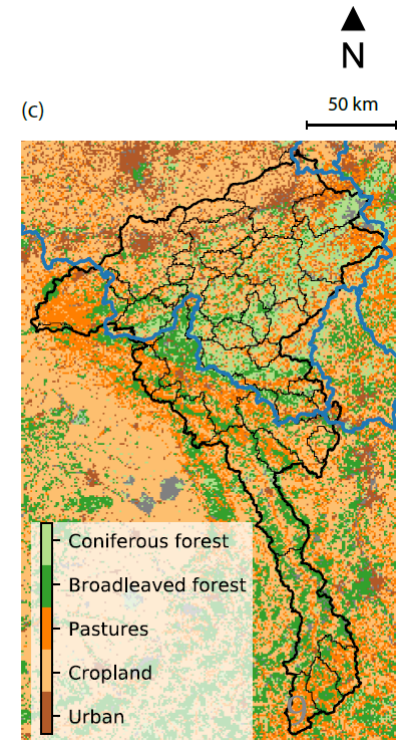 N
50 km
(c)
Coniferous forest
Broadleaved forest
Pastures
Cropland
Urban
g